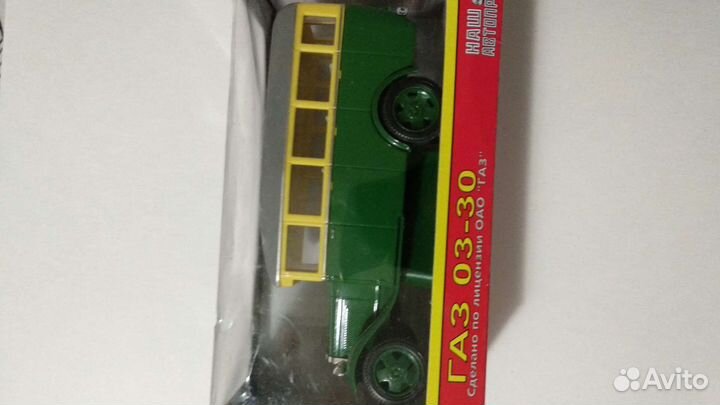 НАШ
АВТОПР
ГАЗ 03-30
Сделано по лицензии ОАО "ГАЗ"
Avito